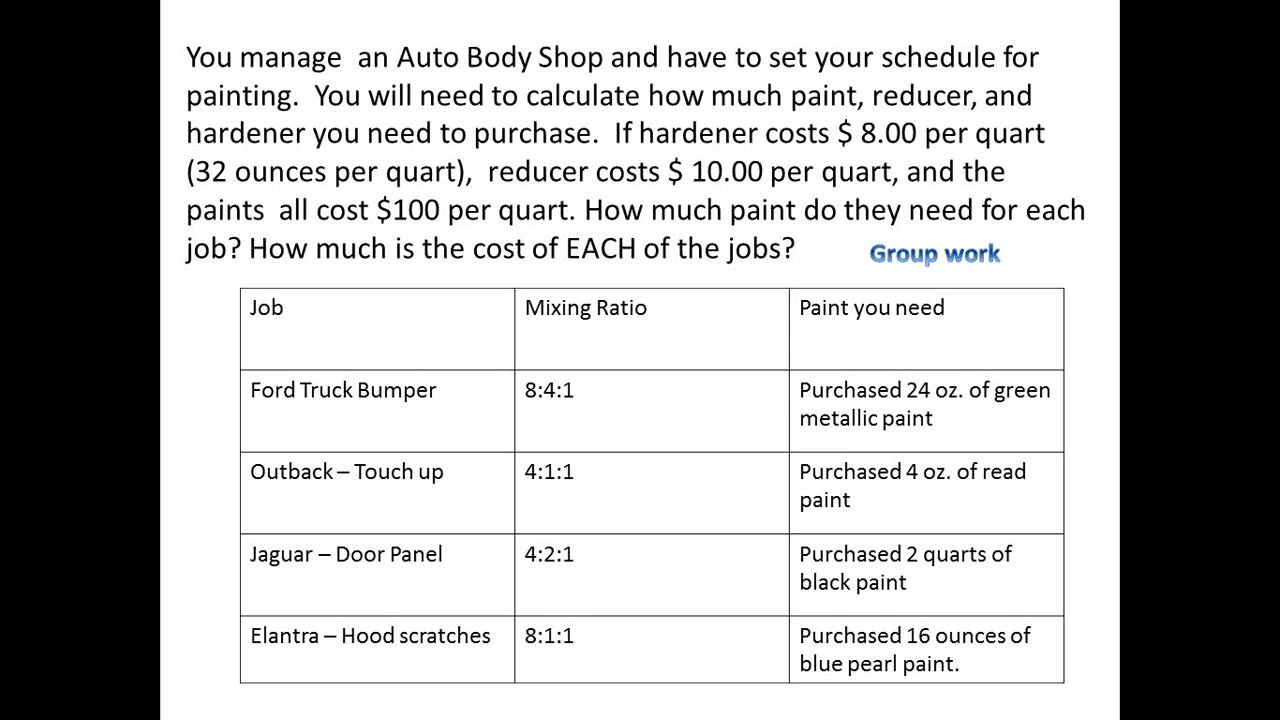 You manage  an Auto Body Shop and have to set your schedule for
painting.  You will need to calculate how much paint, reducer, and
hardener you need to purchase.  If hardener costs $ 8.00 per quart
(32 ounces per quart),  reducer costs $ 10.00 per quart, and the
paints  all cost $100 per quart. How much paint do they need for each
job? How much is the cost of EACH of the jobs?
Group work
Job
Mixing Ratio
Paint you need
Ford Truck Bumper
8:4:1
Purchased 24 oz. of green
metallic paint
Outback – Touch up
4:1:1
Purchased 4 oz. of read
paint
Jaguar – Door Panel
4:2:1
Purchased 2 quarts of
black paint
Elantra – Hood scratches
8:1:1
Purchased 16 ounces of
blue pearl paint.